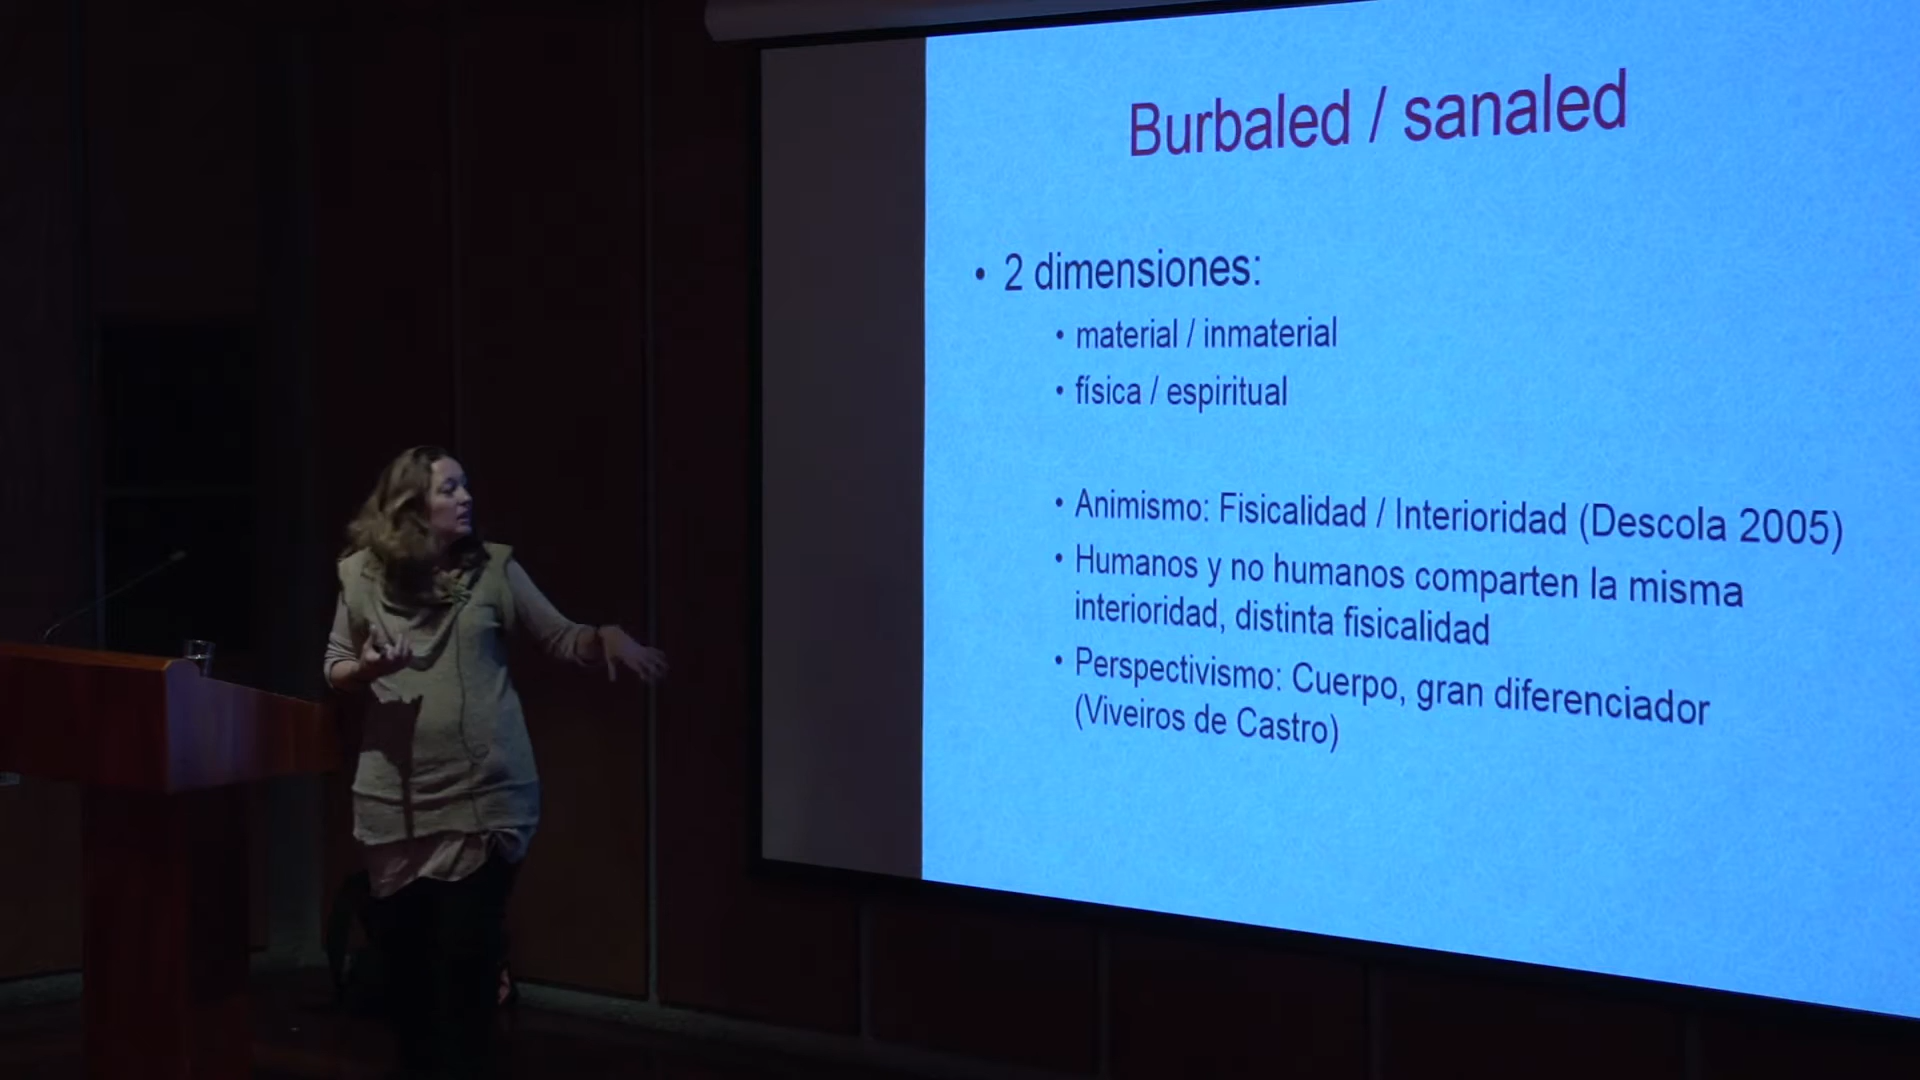 Burbaled / sanaled
• 2 dimensiones:
• material / inmaterial
• física / espiritual
• Animismo: Fisicalidad / Interioridad (Descola 2005)
• Humanos y no humanos comparten la misma
interioridad, distinta fisicalidad
• Perspectivismo: Cuerpo, gran diferenciador
(Viveiros de Castro)